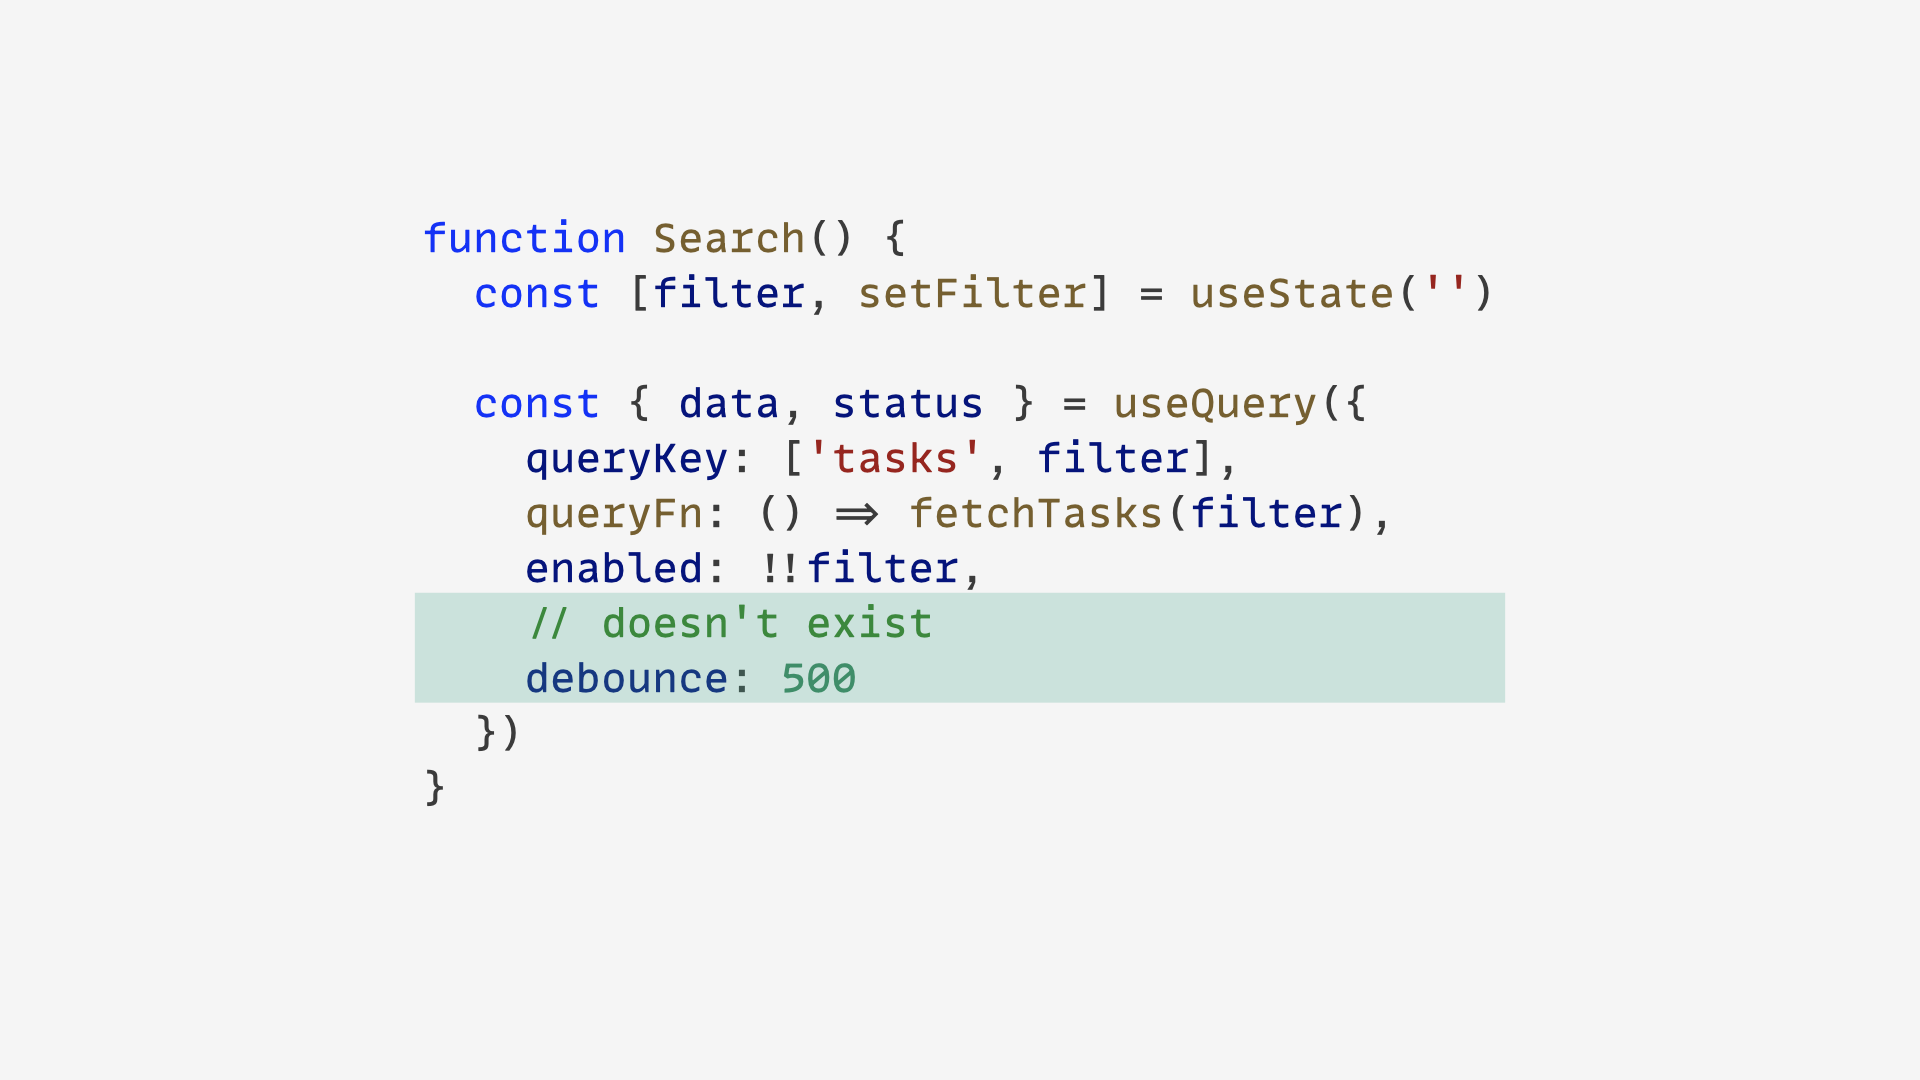 function Search() {
  const [filter, setFilter] = useState('')

  const { data, status } = useQuery({
    queryKey: ['tasks', filter],
    queryFn: () => fetchTasks(filter),
    enabled: !!filter,
    // doesn't exist
    debounce: 500
  })
}